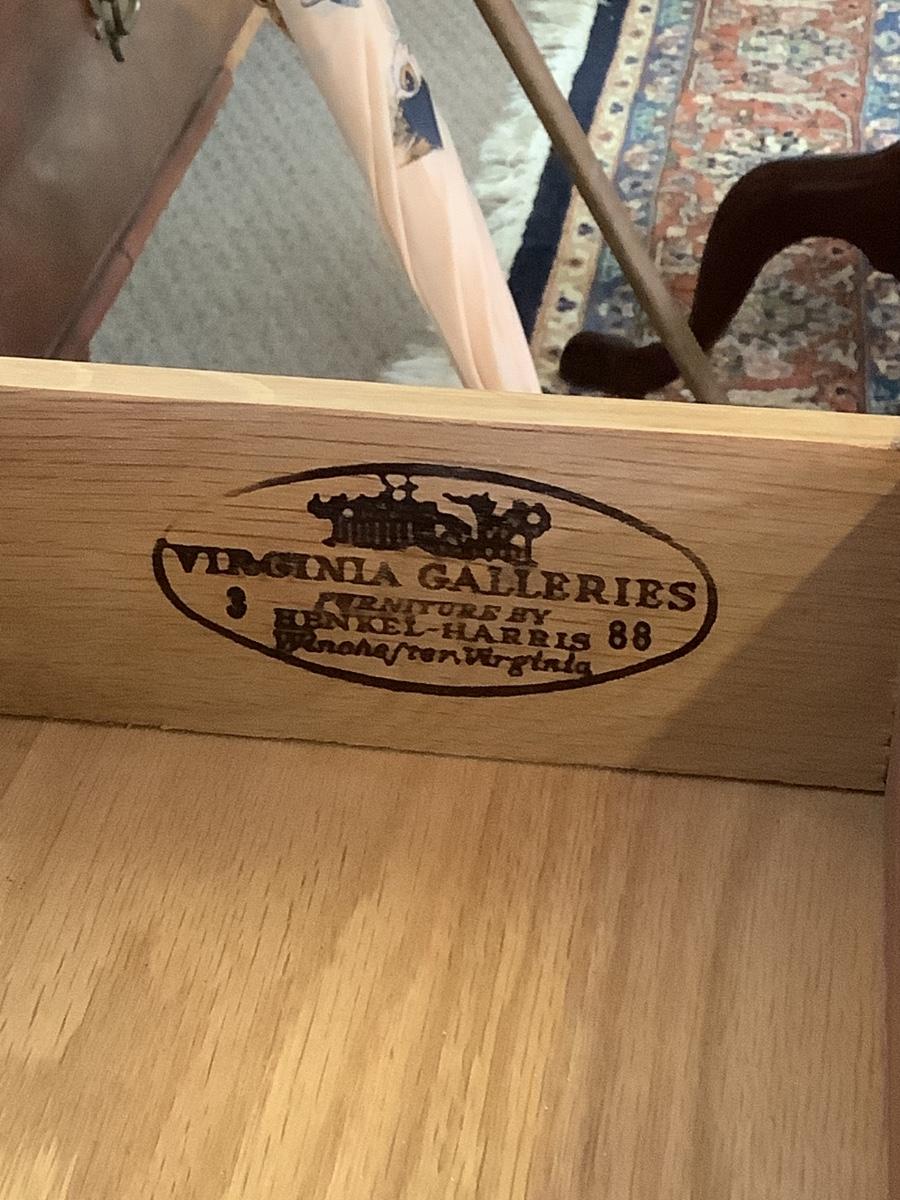 VIRGINIA GALLERIES
3 FURNITURE BY 88
HENKEL-HARRIS
Winchester, Virginia